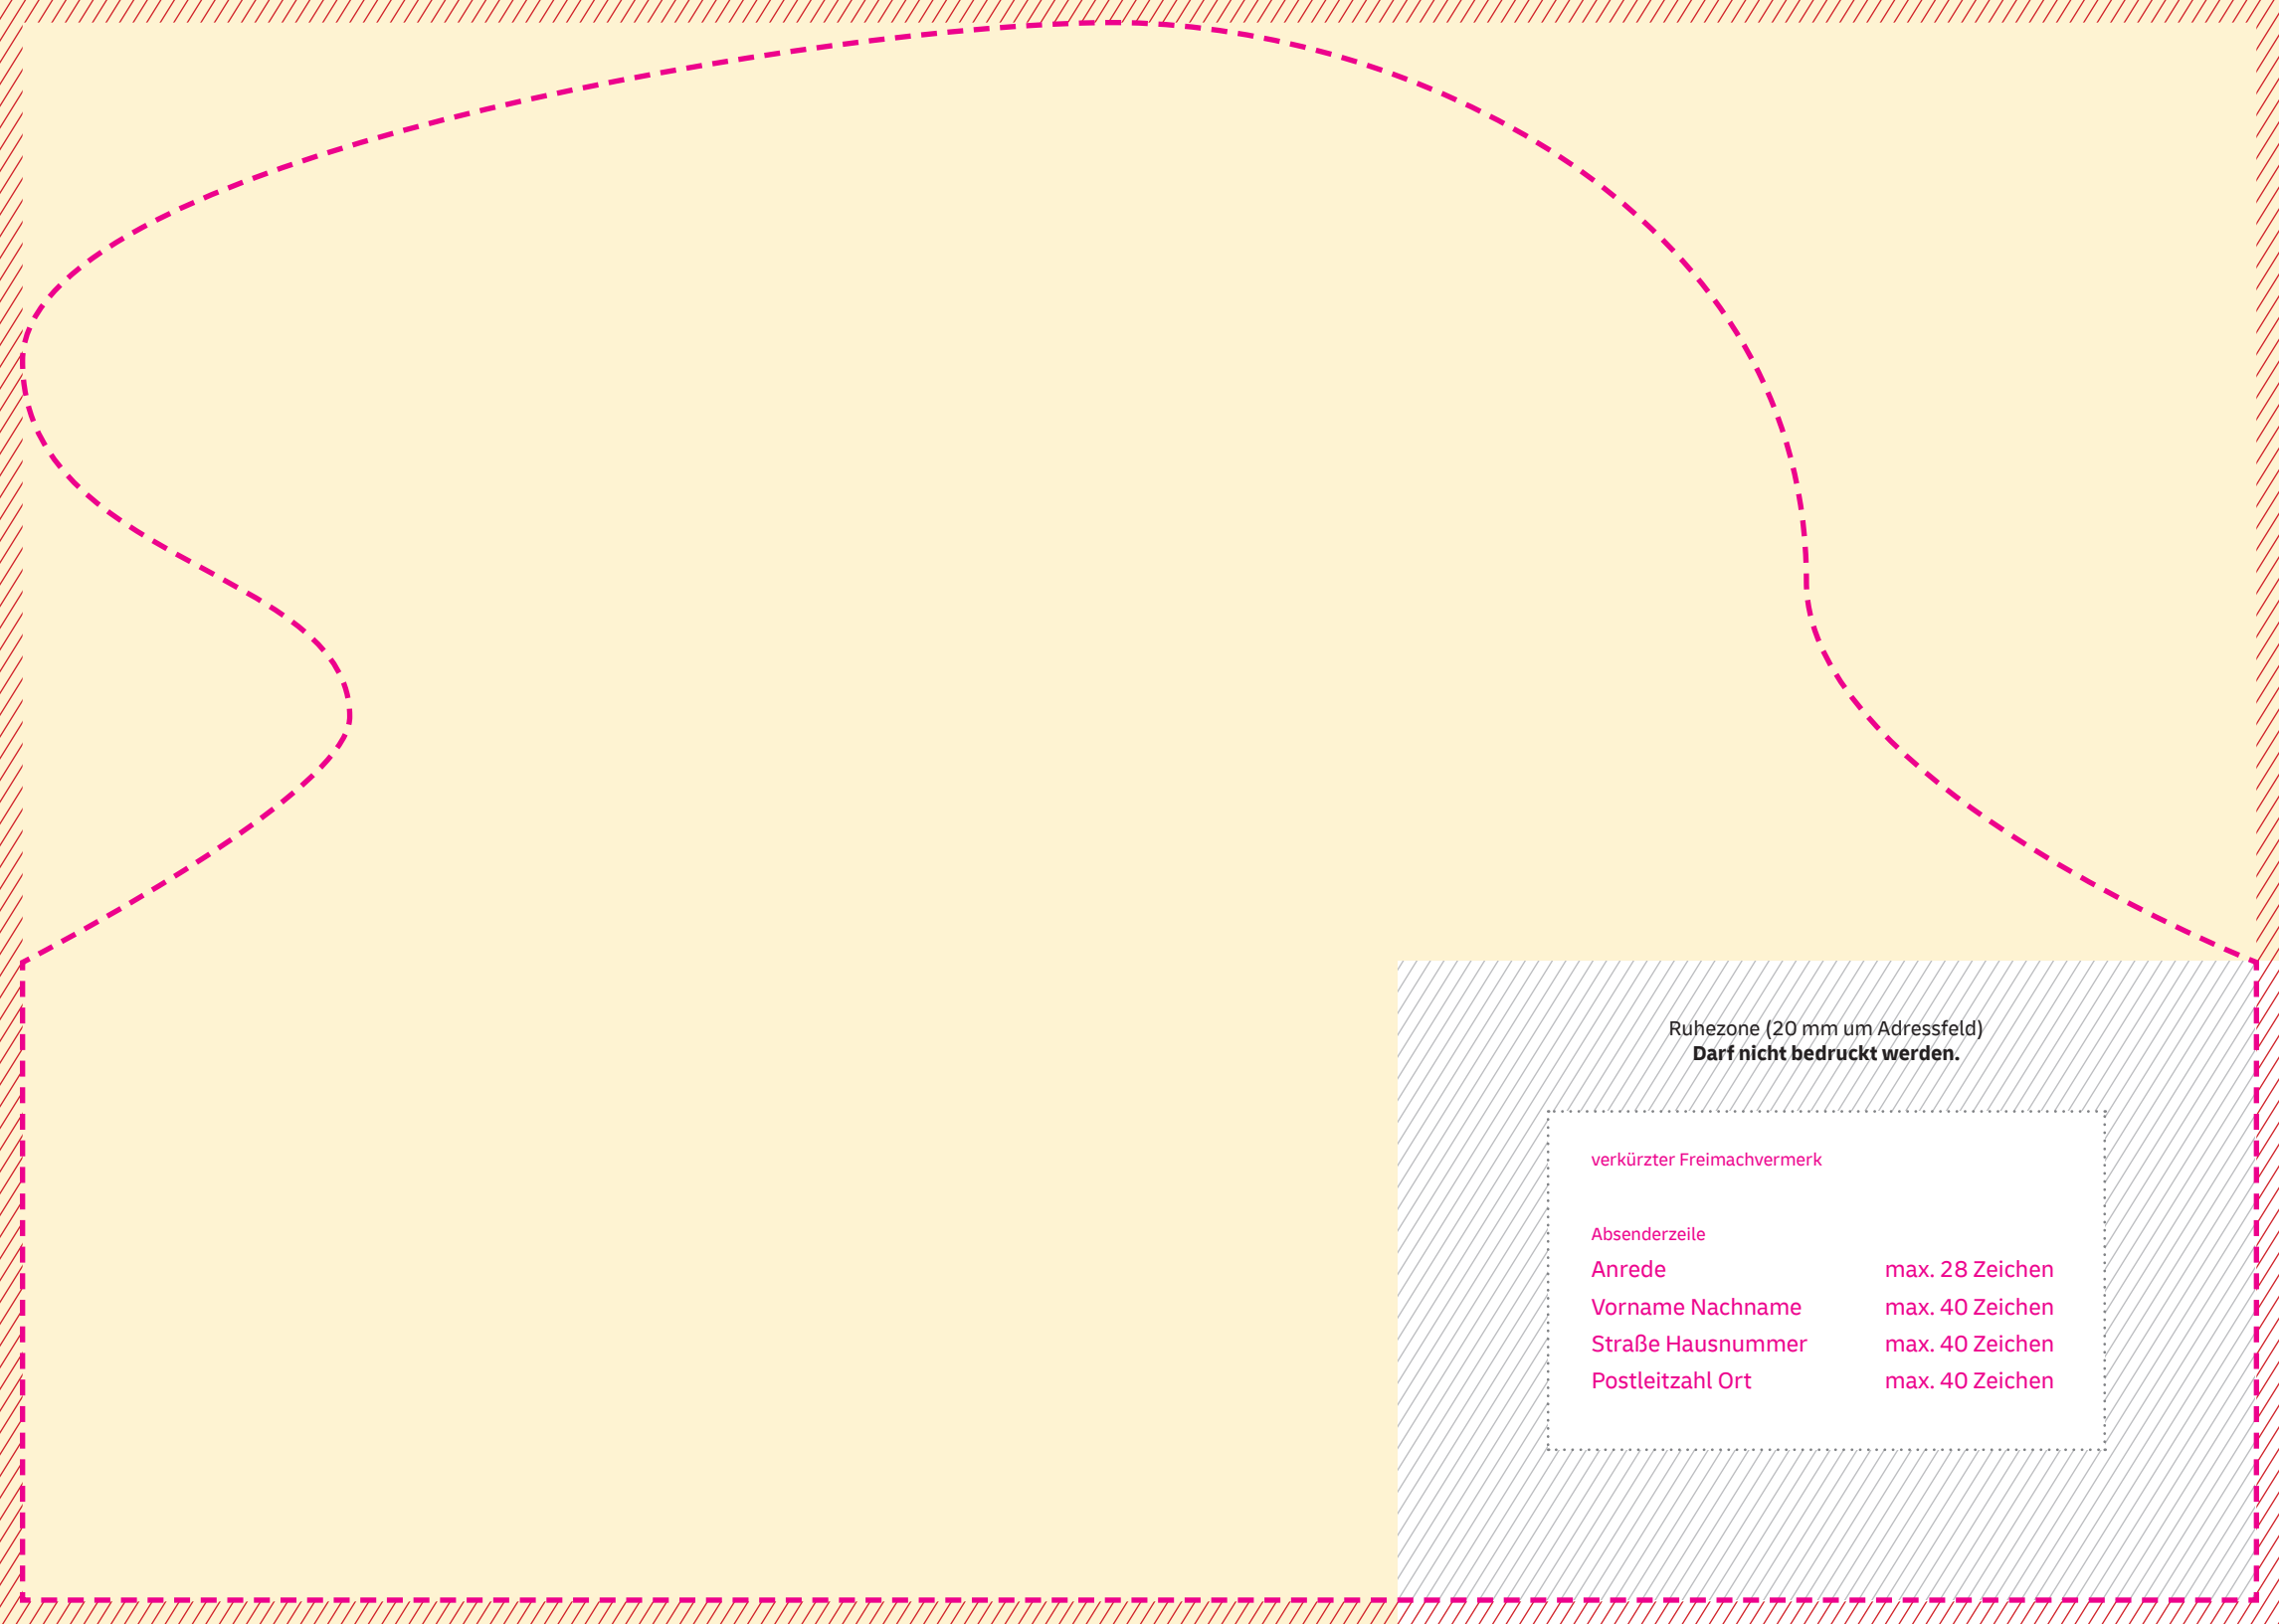 Ruhezone (20 mm um Adressfeld)
Darf nicht bedruckt werden.
verkürzter Freimachvermerk
Absenderzeile
Anrede max. 28 Zeichen
Vorname Nachname max. 40 Zeichen
Straße Hausnummer max. 40 Zeichen
Postleitzahl Ort max. 40 Zeichen